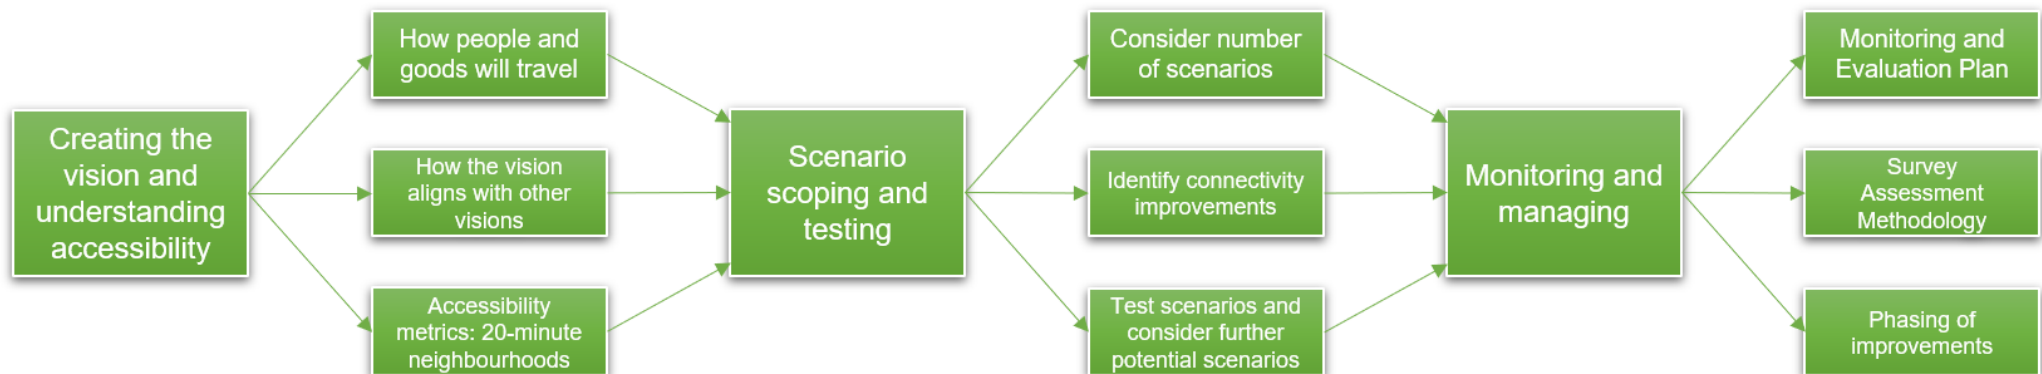 Creating the
vision and
understanding
accessibility
How people and
goods will travel
How the vision
aligns with other
visions
Accessibility
metrics: 20-minute
neighbourhoods
Scenario
scoping and
testing
Consider number
of scenarios
Identify connectivity
improvements
Test scenarios and
consider further
potential scenarios
Monitoring and
managing
Monitoring and
Evaluation Plan
Survey
Assessment
Methodology
Phasing of
improvements